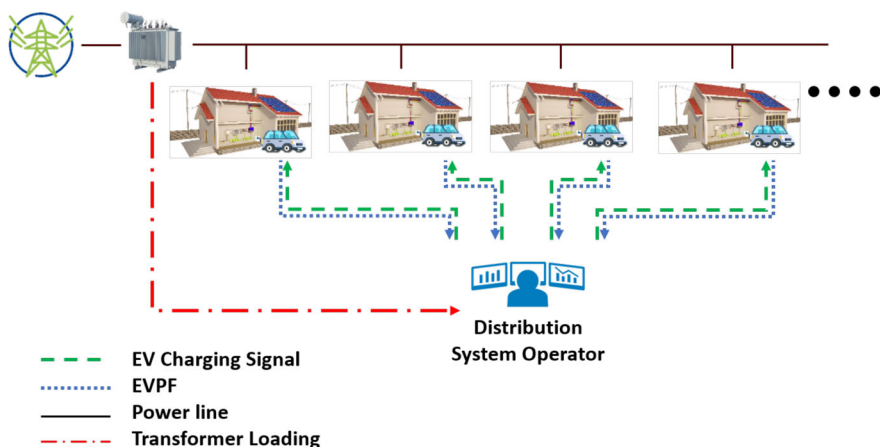 Distribution
System Operator
EV Charging Signal
EVPF
Power line
Transformer Loading